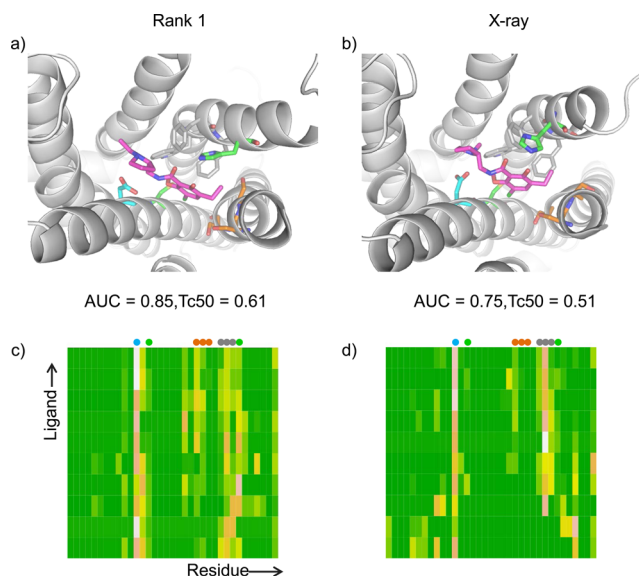 Rank 1
X-ray
a)
b)
AUC = 0.85,Tc50 = 0.61
AUC = 0.75,Tc50 = 0.51
c)
d)
Ligand
Residue